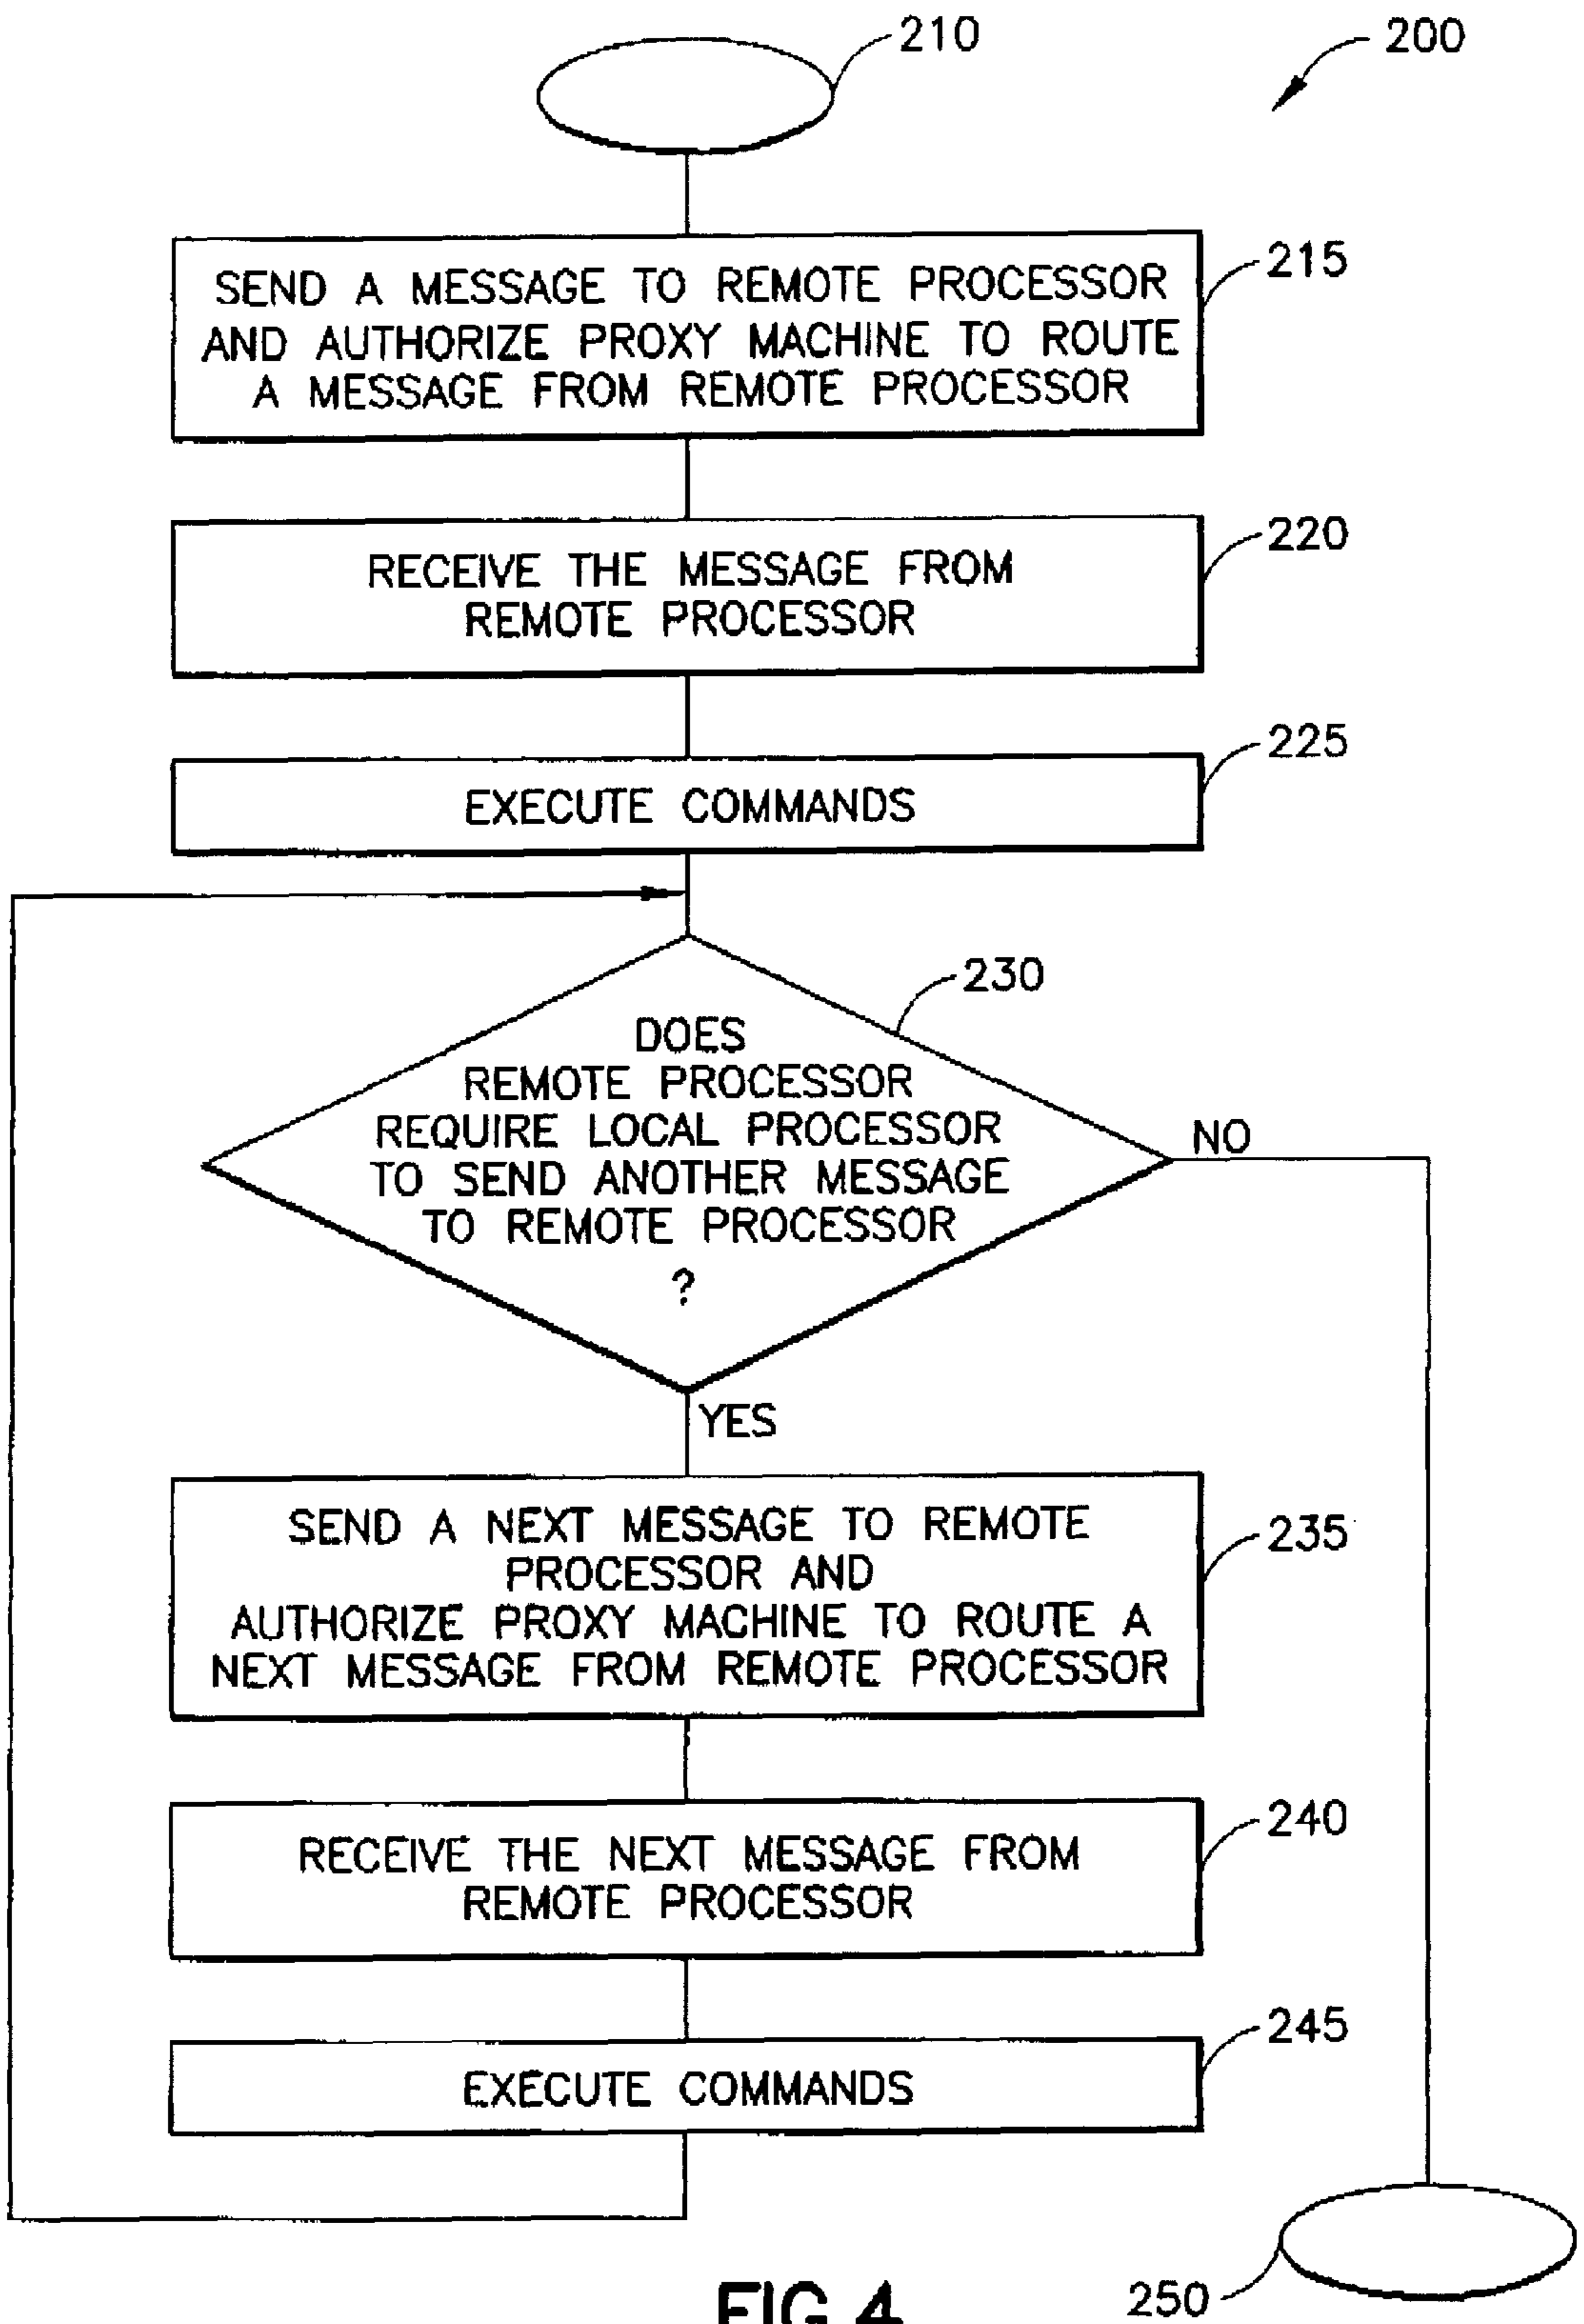 210
200
SEND A MESSAGE TO REMOTE PROCESSOR
AND AUTHORIZE PROXY MACHINE TO ROUTE
A MESSAGE FROM REMOTE PROCESSOR
215
RECEIVE THE MESSAGE FROM
REMOTE PROCESSOR
220
EXECUTE COMMANDS
225
DOES
REMOTE PROCESSOR
REQUIRE LOCAL PROCESSOR
TO SEND ANOTHER MESSAGE
TO REMOTE PROCESSOR
?
230
NO
YES
SEND A NEXT MESSAGE TO REMOTE
PROCESSOR AND
AUTHORIZE PROXY MACHINE TO ROUTE A
NEXT MESSAGE FROM REMOTE PROCESSOR
235
RECEIVE THE NEXT MESSAGE FROM
REMOTE PROCESSOR
240
EXECUTE COMMANDS
245
250
FIG.4